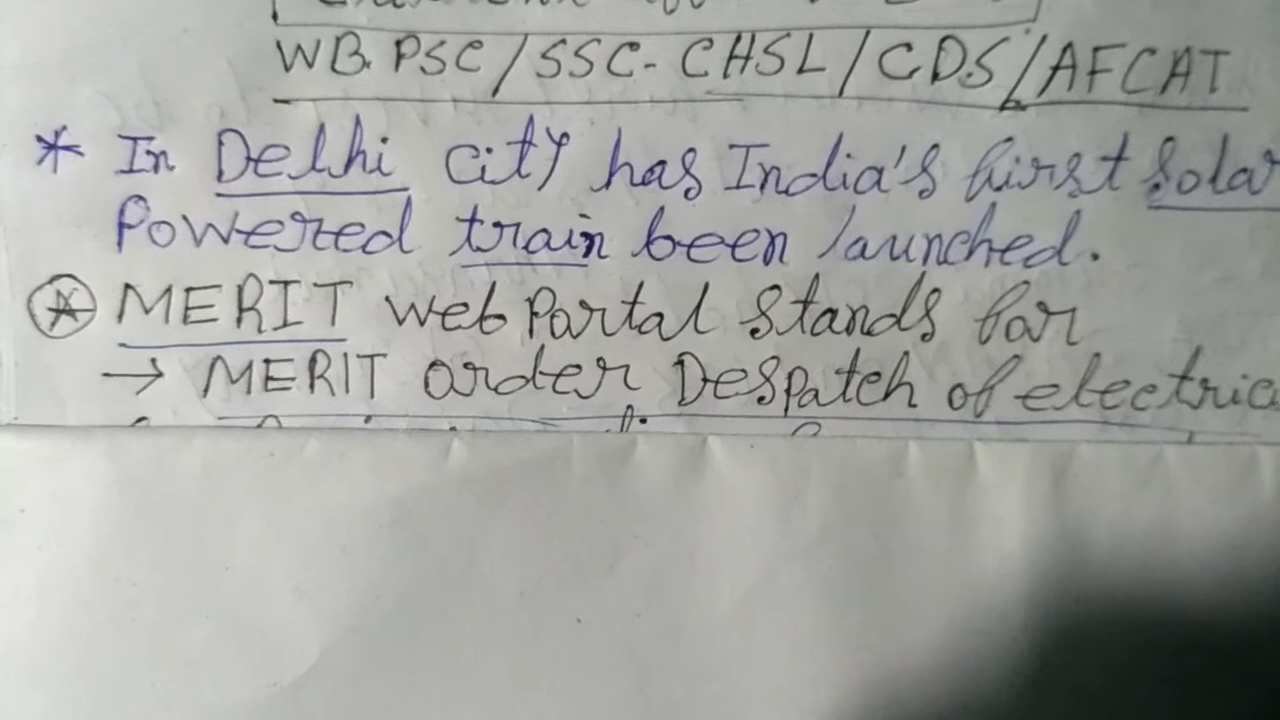 WB.PSC/SSC-CHSL/CDS/AFCAT
* In Delhi city has India's first Solar
Powered train been launched.
MERIT web Portal stands for
→ MERIT order Despatch of electric